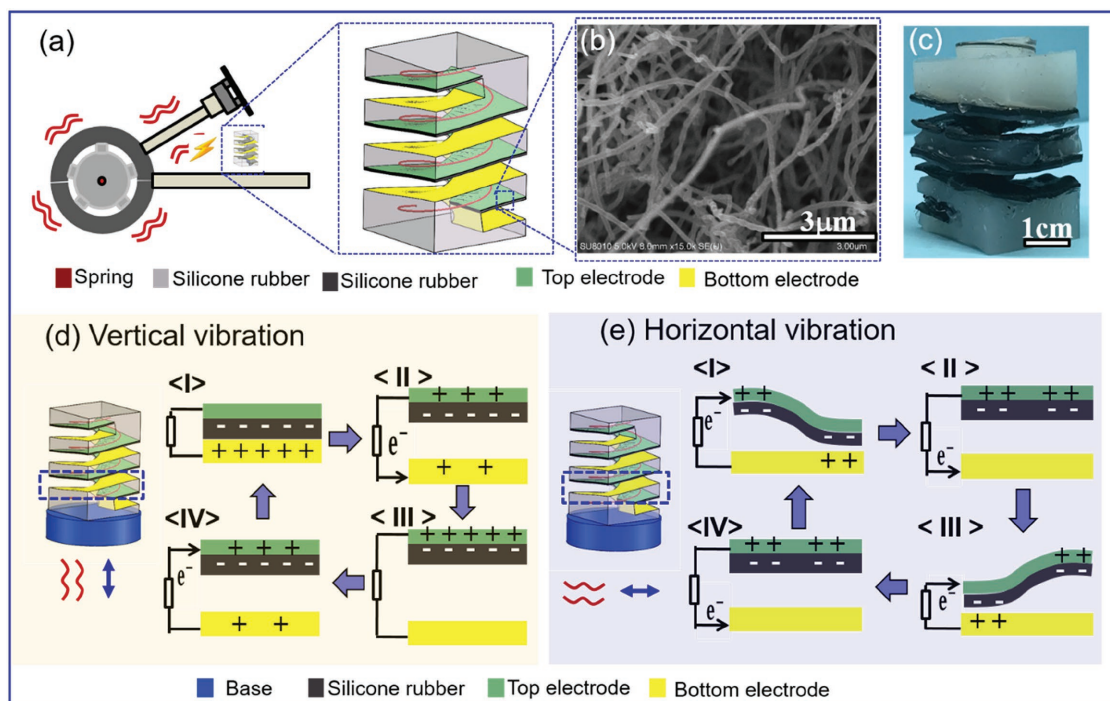 (a)
(b)
3μm
SU8010 5.0kV 8.0mm x15.0k SE(U)
3.00um
(c)
1cm
Spring Silicone rubber Silicone rubber Top electrode Bottom electrode
(d) Vertical vibration
<I>
- - - - -
+ + + + +
< II >
+ + +
- - - - -
e⁻
+ +
<IV>
+ + +
- - - - -
e⁻
+ +
<III >
+ + + + +
- - - - -
(e) Horizontal vibration
<I>
+ +
- -
e⁻
- -
+ +
< II >
+ + + +
- - - -
e⁻
<IV>
+ + + +
- - - -
e⁻
< III >
+ +
- -
e⁻
- -
+ +
Base Silicone rubber Top electrode Bottom electrode